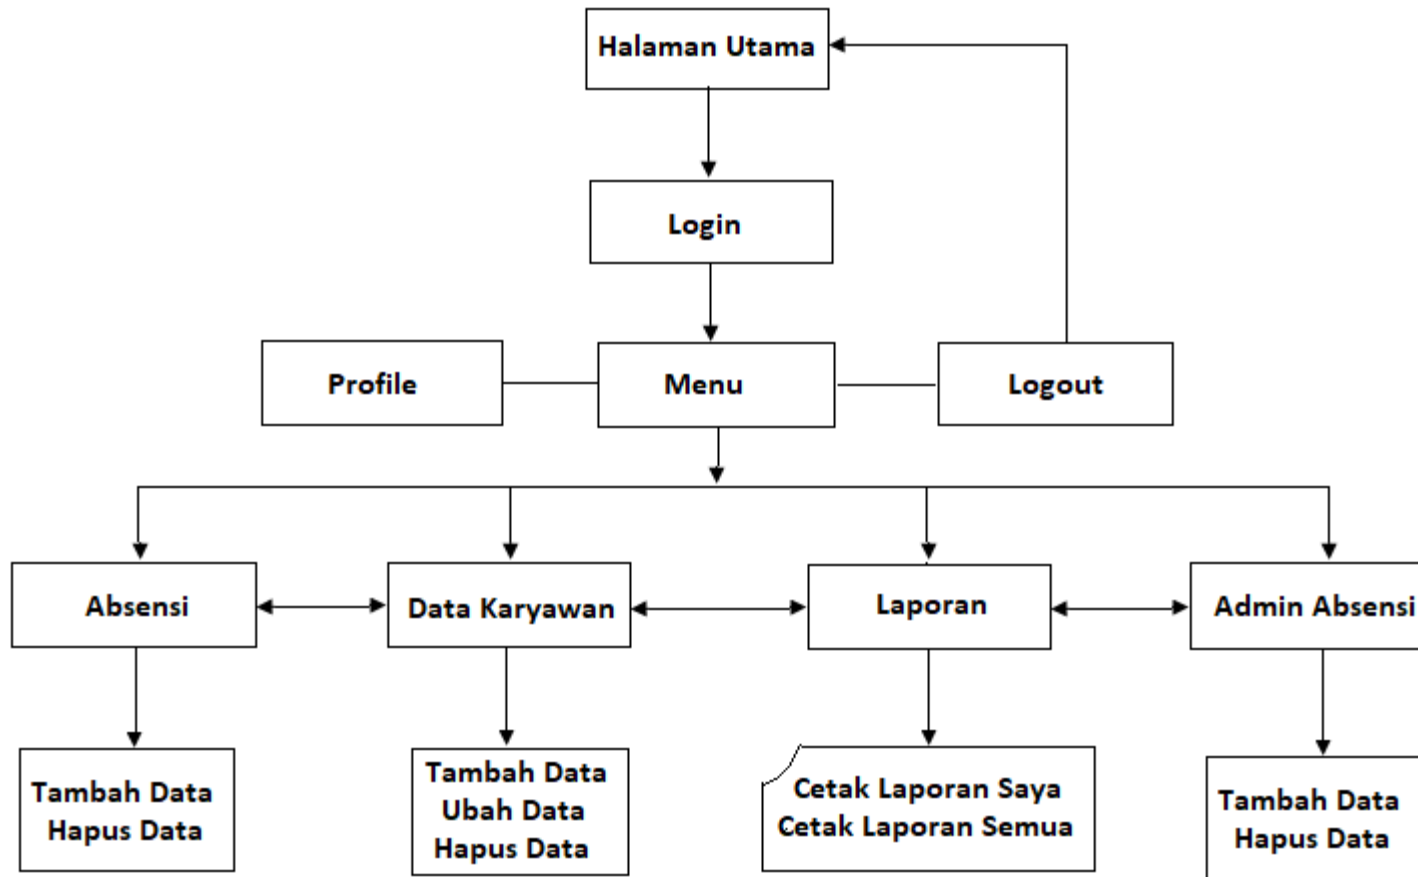 Halaman Utama
Login
Profile
Menu
Logout
Absensi
Data Karyawan
Laporan
Admin Absensi
Tambah Data
Hapus Data
Tambah Data
Ubah Data
Hapus Data
Cetak Laporan Saya
Cetak Laporan Semua
Tambah Data
Hapus Data